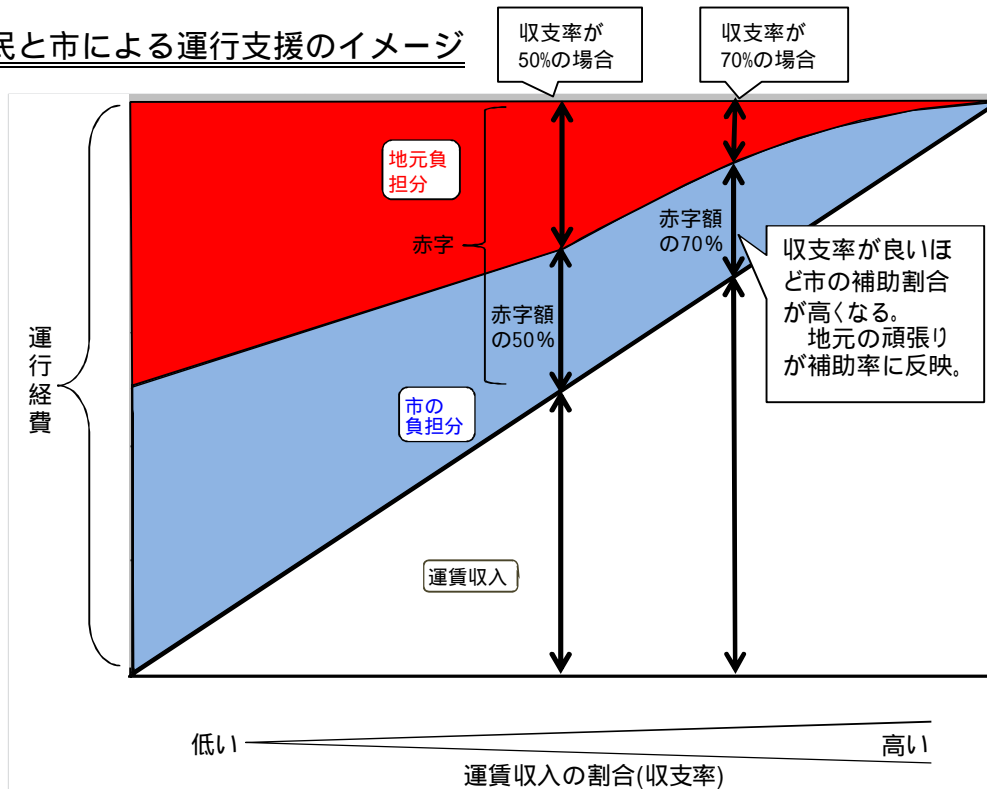 民と市による運行支援のイメージ
収支率が
50%の場合
収支率が
70%の場合
地元負
担分
赤字
赤字額
の70%
収支率が良いほ
ど市の補助割合
が高くなる。
地元の頑張り
が補助率に反映。
運行経費
赤字額
の50%
市の
負担分
運賃収入
低い
高い
運賃収入の割合(収支率)